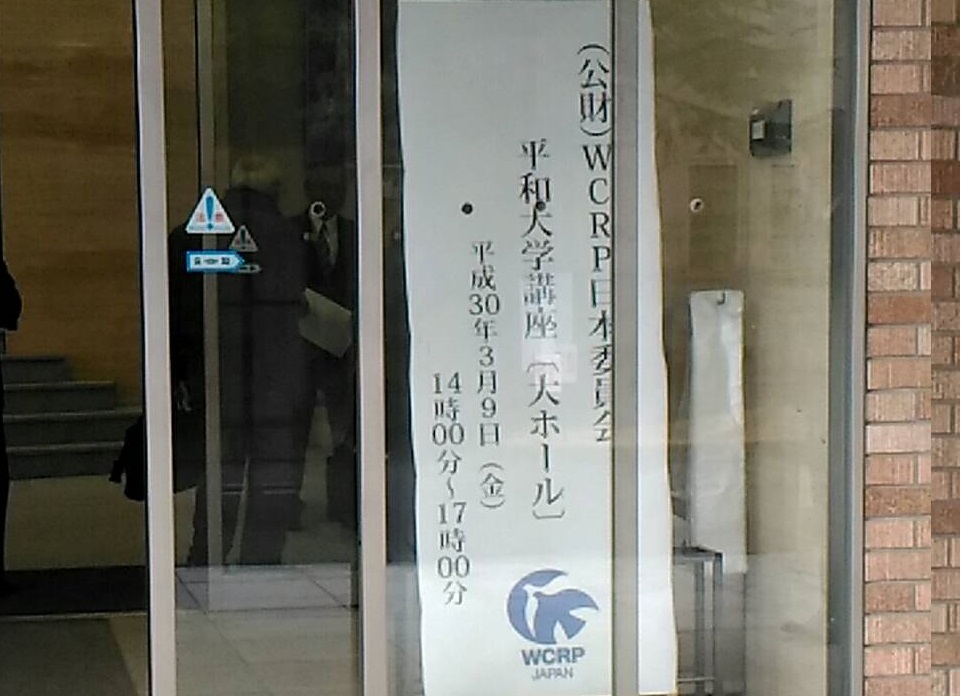 (公財)WCRP日本委員会
平和大学講座〔大ホール〕
平成30年3月9日(金)
14時00分~17時00分
WCRP
JAPAN
注意